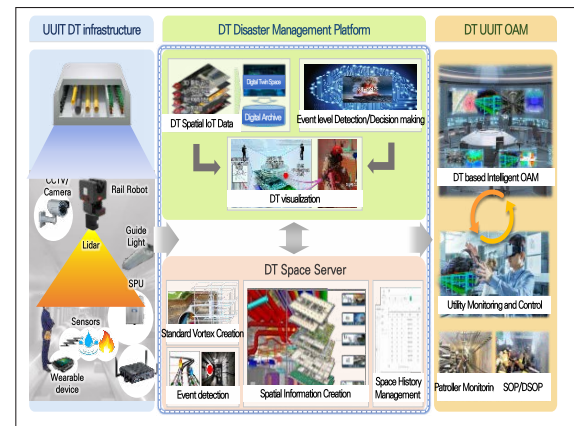 UUIT DT infrastructure
CCTV/
Camera
Rail Robot
Lidar
Guide
Light
SPU
Sensors
Wearable
device
DT Disaster Management Platform
DT Spatial IoT Data
Digital Twin Space
Digital Archive
Event level Detection/Decision making
DT visualization
DT Space Server
Standard Vortex Creation
Event detection
Spatial Information Creation
Space History
Management
DT UUIT OAM
DT based Intelligent OAM
Utility Monitoring and Control
Patroller Monitorin
SOP/DSOP